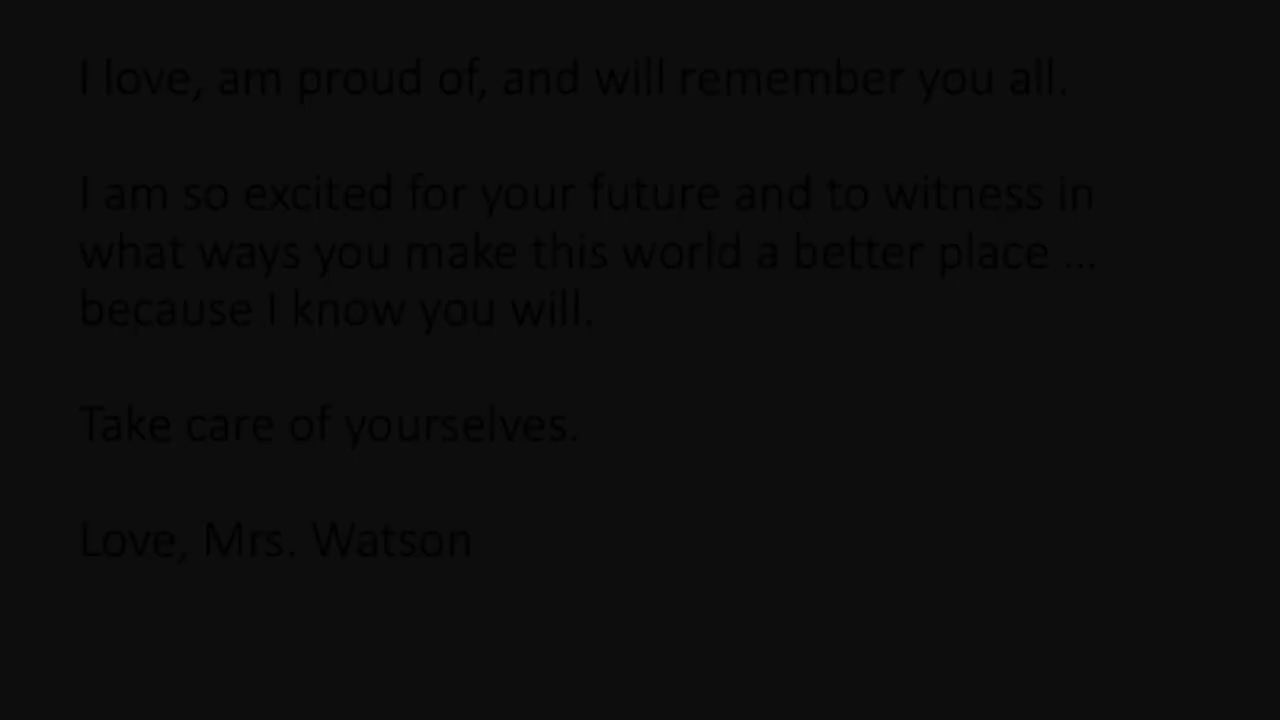 I love, am proud of, and will remember you all.
I am so excited for your future and to witness in
what ways you make this world a better place ...
because I know you will.
Take care of yourselves.
Love, Mrs. Watson